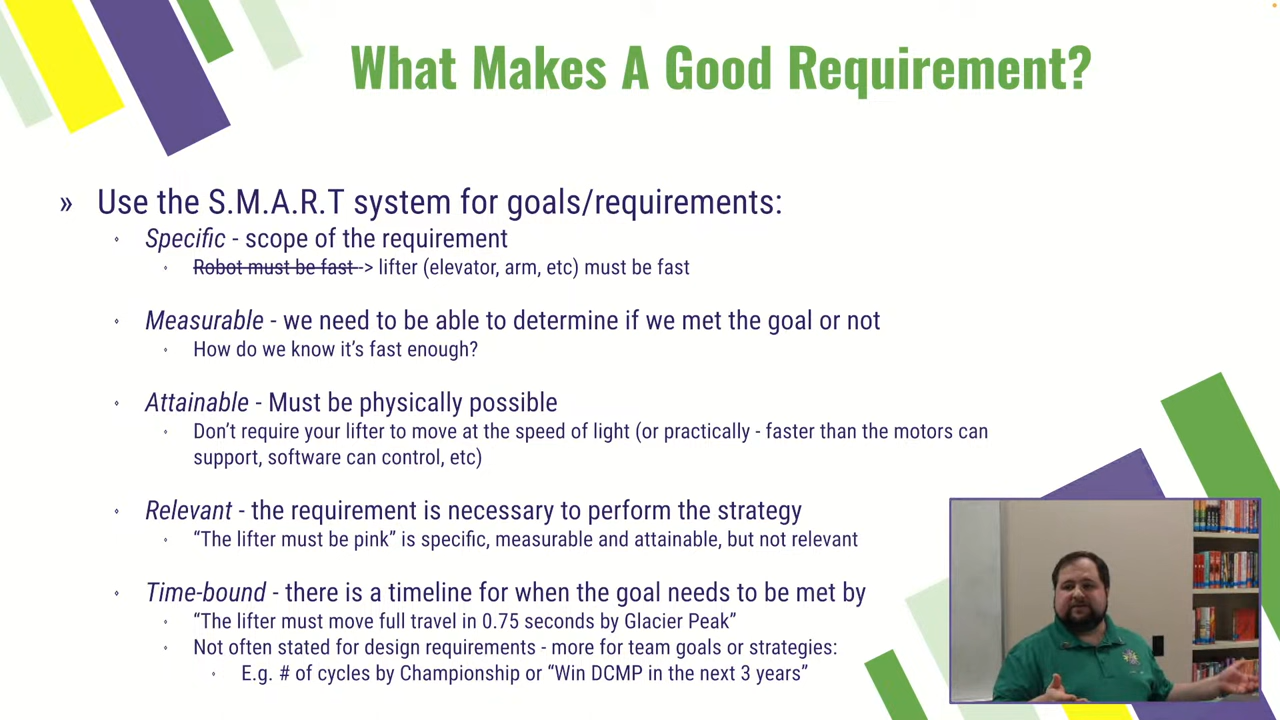 What Makes A Good Requirement?
» Use the S.M.A.R.T system for goals/requirements:
Specific - scope of the requirement
Robot must be fast --> lifter (elevator, arm, etc) must be fast
Measurable - we need to be able to determine if we met the goal or not
How do we know it’s fast enough?
Attainable - Must be physically possible
Don’t require your lifter to move at the speed of light (or practically - faster than the motors can
support, software can control, etc)
Relevant - the requirement is necessary to perform the strategy
“The lifter must be pink” is specific, measurable and attainable, but not relevant
Time-bound - there is a timeline for when the goal needs to be met by
“The lifter must move full travel in 0.75 seconds by Glacier Peak”
Not often stated for design requirements - more for team goals or strategies:
E.g. # of cycles by Championship or “Win DCMP in the next 3 years”